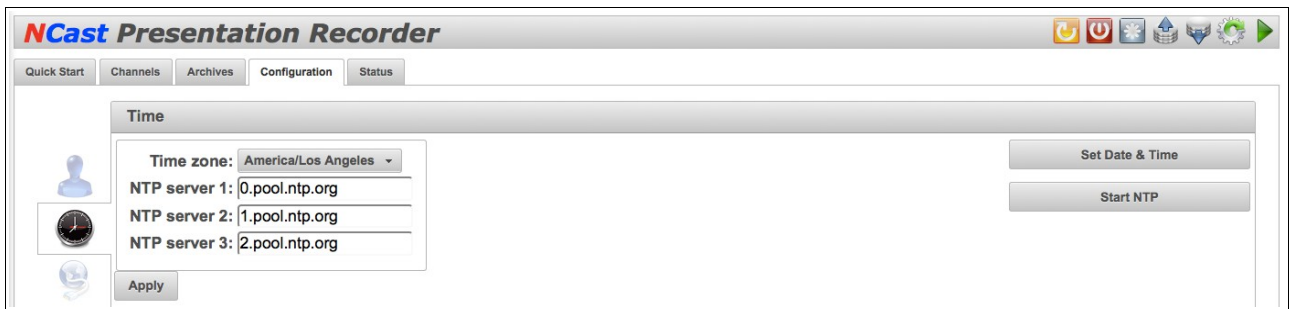 NCast Presentation Recorder
Quick Start Channels Archives Configuration Status
Time
Time zone: America/Los Angeles
NTP server 1: 0.pool.ntp.org
NTP server 2: 1.pool.ntp.org
NTP server 3: 2.pool.ntp.org
Apply
Set Date & Time
Start NTP